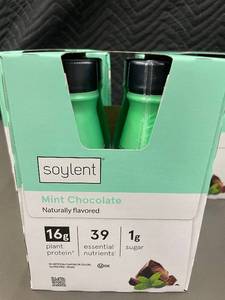 soylent
Mint Chocolate
Naturally flavored
16g 39 1g
plant essential sugar
protein† nutrients†